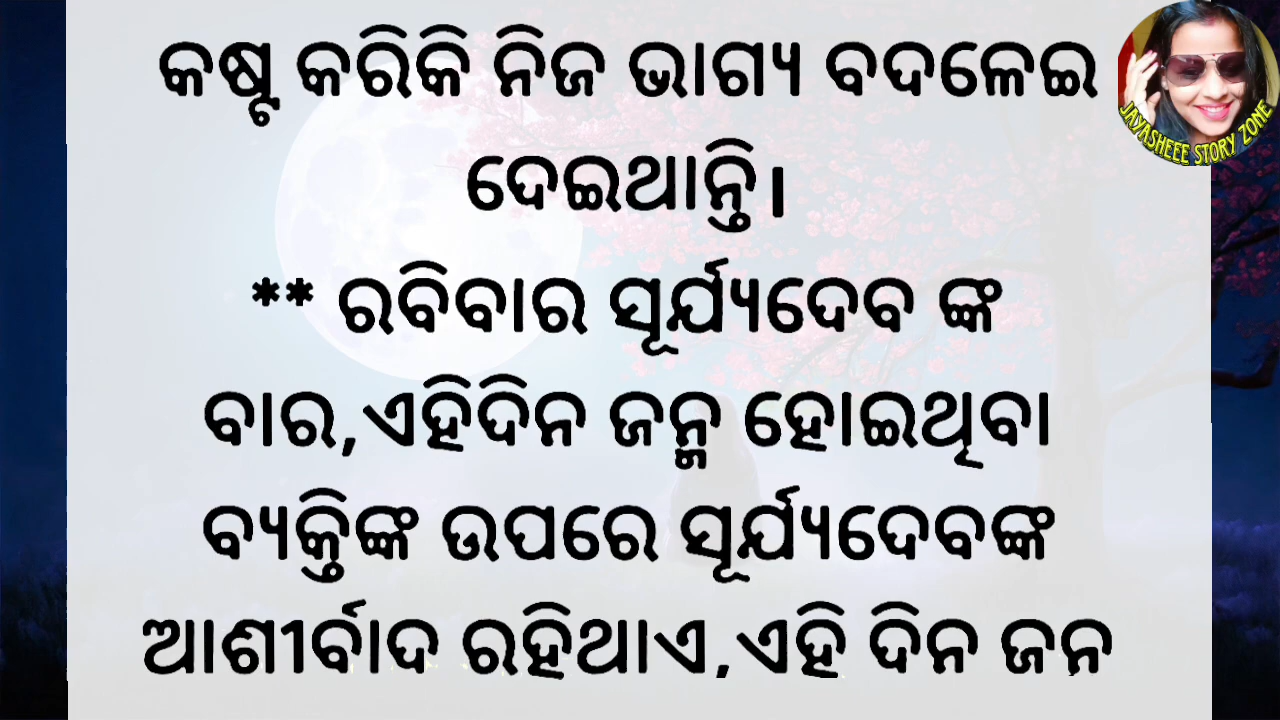 କଷ୍ଟ କରିକି ନିଜ ଭାଗ୍ୟ ବଦଳେଇ
ଦେଇଥାନ୍ତି।
** ରବିବାର ସୂର୍ଯ୍ୟଦେବ ଙ୍କ
ବାର,ଏହିଦିନ ଜନ୍ମ ହୋଇଥିବା
ବ୍ୟକ୍ତିଙ୍କ ଉପରେ ସୂର୍ଯ୍ୟଦେବଙ୍କ
ଆଶୀର୍ବାଦ ରହିଥାଏ,ଏହି ଦିନ
JAYASHEEE STORY ZONE